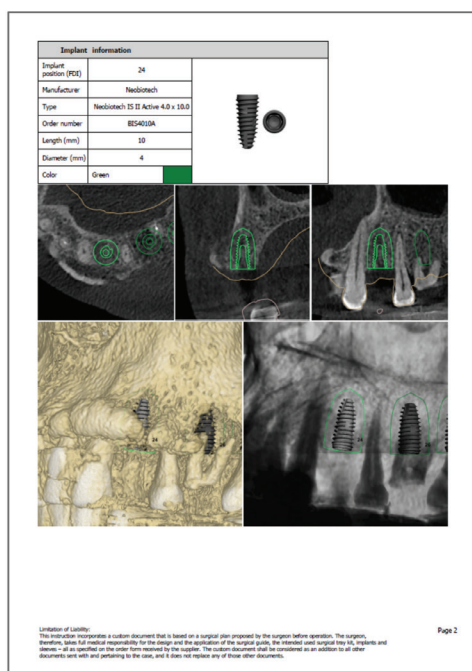 Implant information
Implant position (FDI) 24
Manufacturer Neobiotech
Type Neobiotech IS II Active 4.0 x 10.0
Order number BIS4010A
Length (mm) 10
Diameter (mm) 4
Color Green
24
24
Limitation of Liability:
This instruction incorporates a custom document that is based on a surgical plan proposed by the surgeon before operation. The surgeon,
therefore, takes full medical responsibility for the design and the application of the surgical guide, the intended used surgical tray kit, implants and
sleeves – all as specified on the order form received by the supplier. The custom document shall be considered as an addition to all other
documents sent with and pertaining to the case, and it does not replace any of those other documents.
Page 2